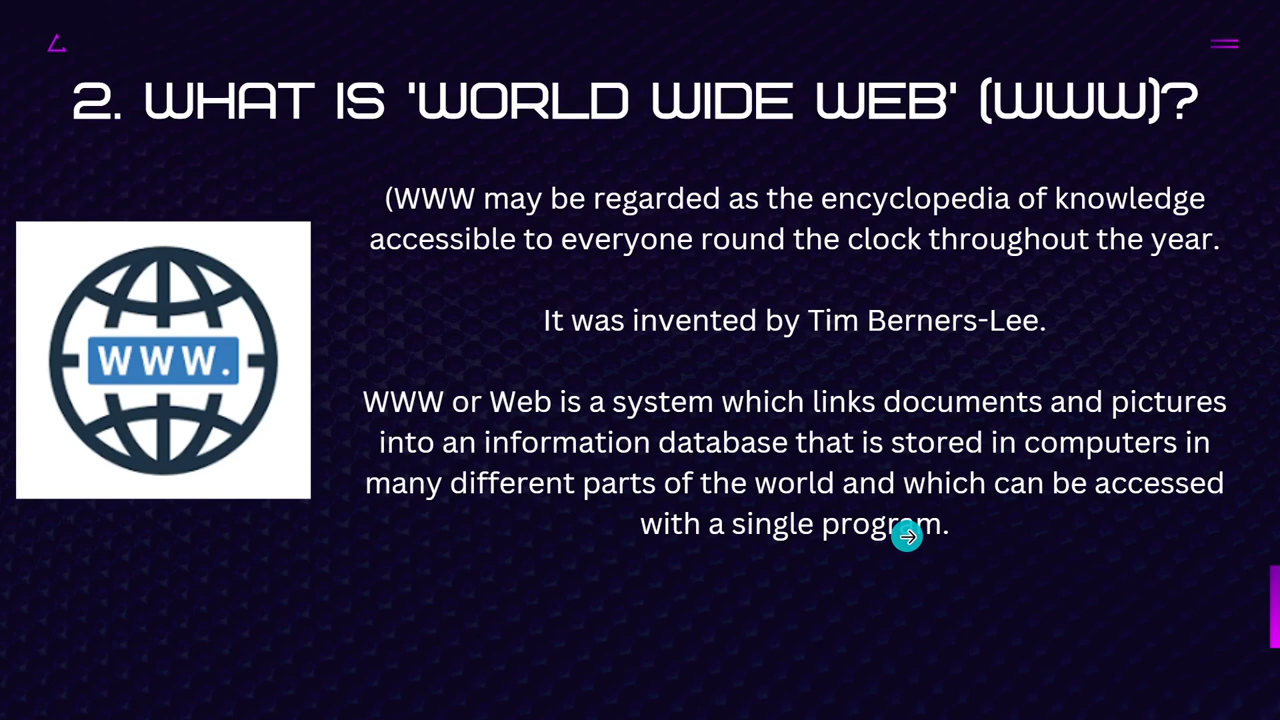 2. WHAT IS 'WORLD WIDE WEB' (WWW)?
(WWW may be regarded as the encyclopedia of knowledge
accessible to everyone round the clock throughout the year.
It was invented by Tim Berners-Lee.
WWW.
WWW or Web is a system which links documents and pictures
into an information database that is stored in computers in
many different parts of the world and which can be accessed
with a single program.